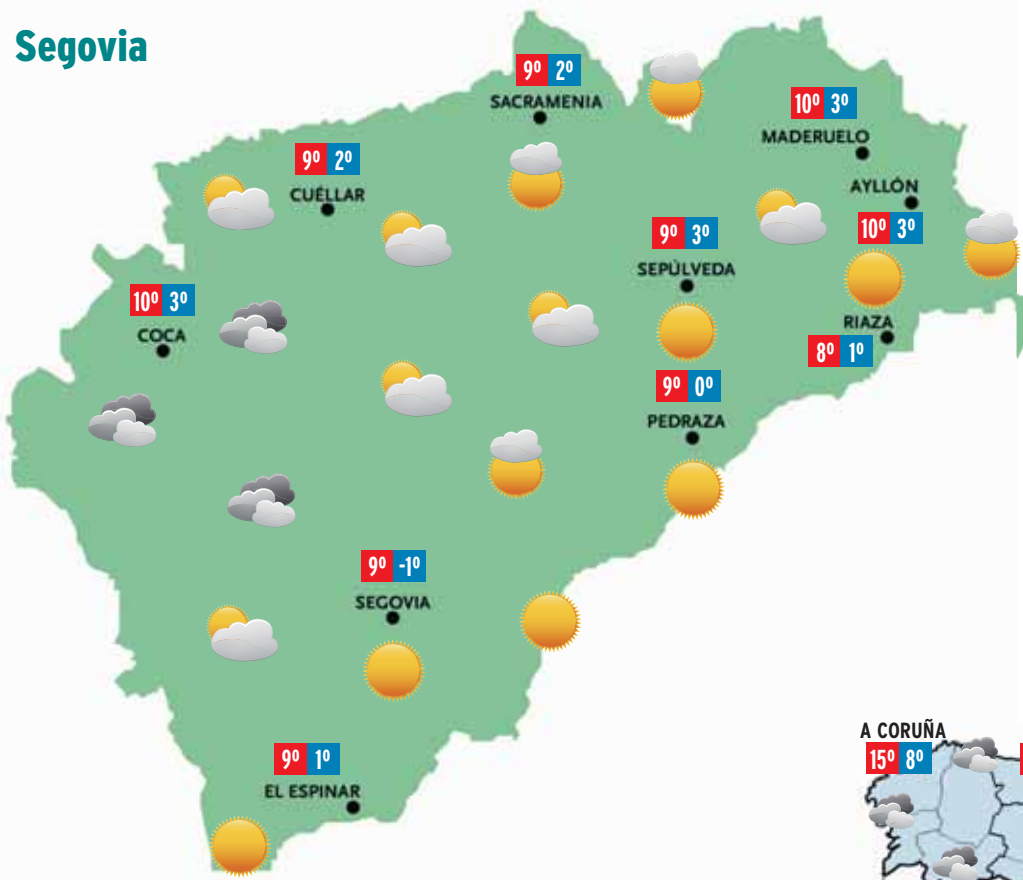 Segovia
9º 2º
SACRAMENIA
10º 3º
MADERUELO
9º 2º
CUÉLLAR
AYLLÓN
10º 3º
9º 3º
SEPÚLVEDA
10º 3º
COCA
RIAZA
8º 1º
9º 0º
PEDRAZA
9º -1º
SEGOVIA
A CORUÑA
15º 8º
9º 1º
EL ESPINAR